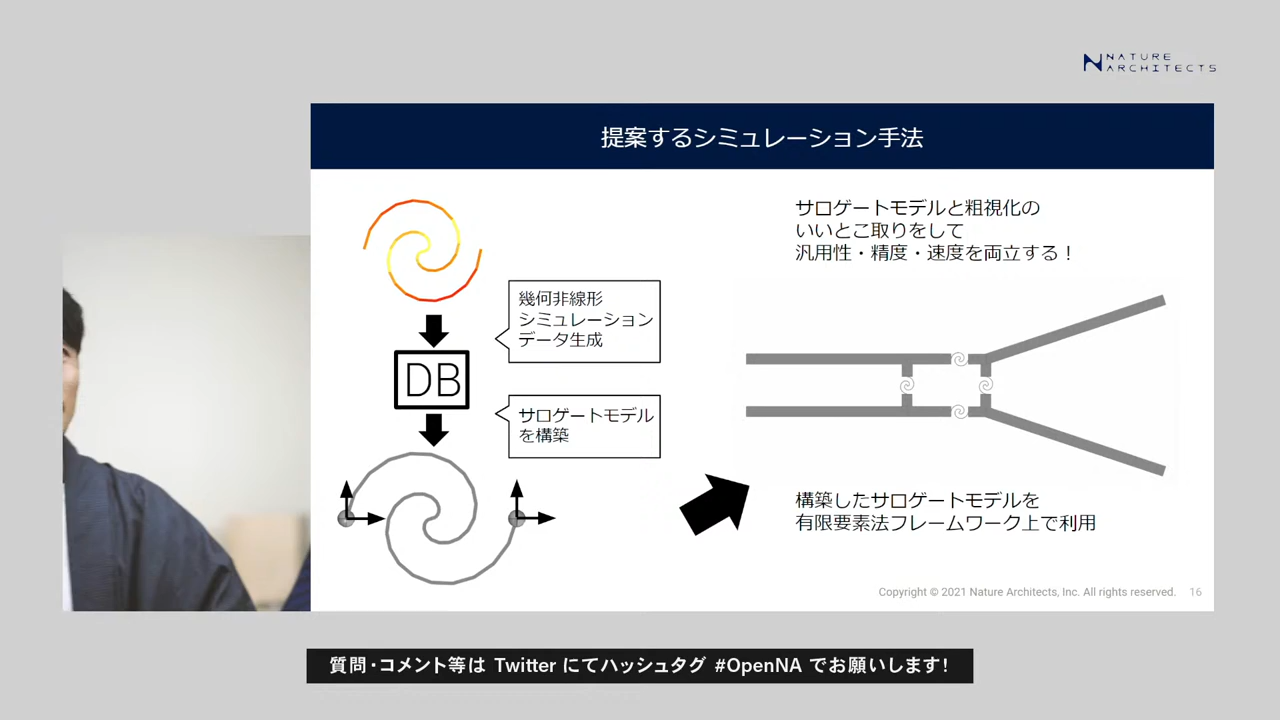 NATURE
ARCHITECTS
提案するシミュレーション手法
サロゲートモデルと粗視化の
いいとこ取りをして
汎用性・精度・速度を両立する！
幾何非線形
シミュレーション
データ生成
DB
サロゲートモデル
を構築
構築したサロゲートモデルを
有限要素法フレームワーク上で利用
Copyright © 2021 Nature Architects, Inc. All rights reserved. 16
質問・コメント等は Twitter にてハッシュタグ #OpenNA でお願いします！